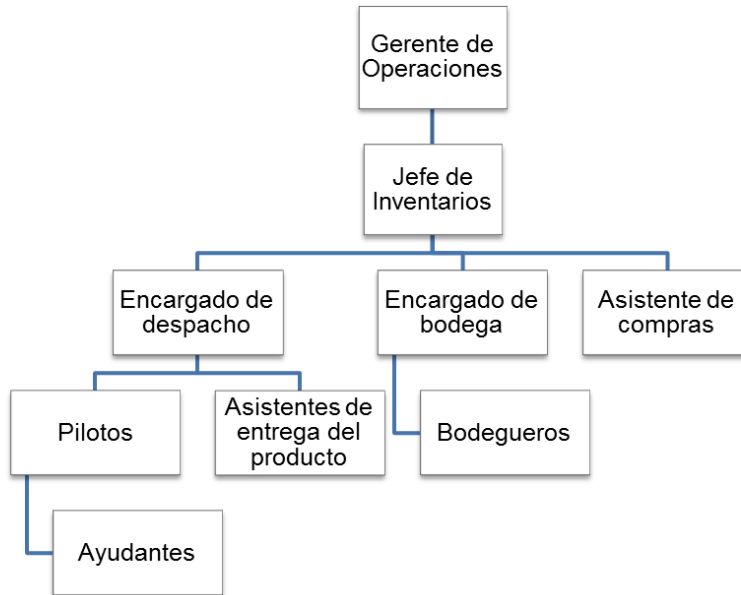 Gerente de
Operaciones
Jefe de
Inventarios
Encargado de
despacho
Encargado de
bodega
Asistente de
compras
Pilotos
Asistentes de
entrega del
producto
Bodegueros
Ayudantes